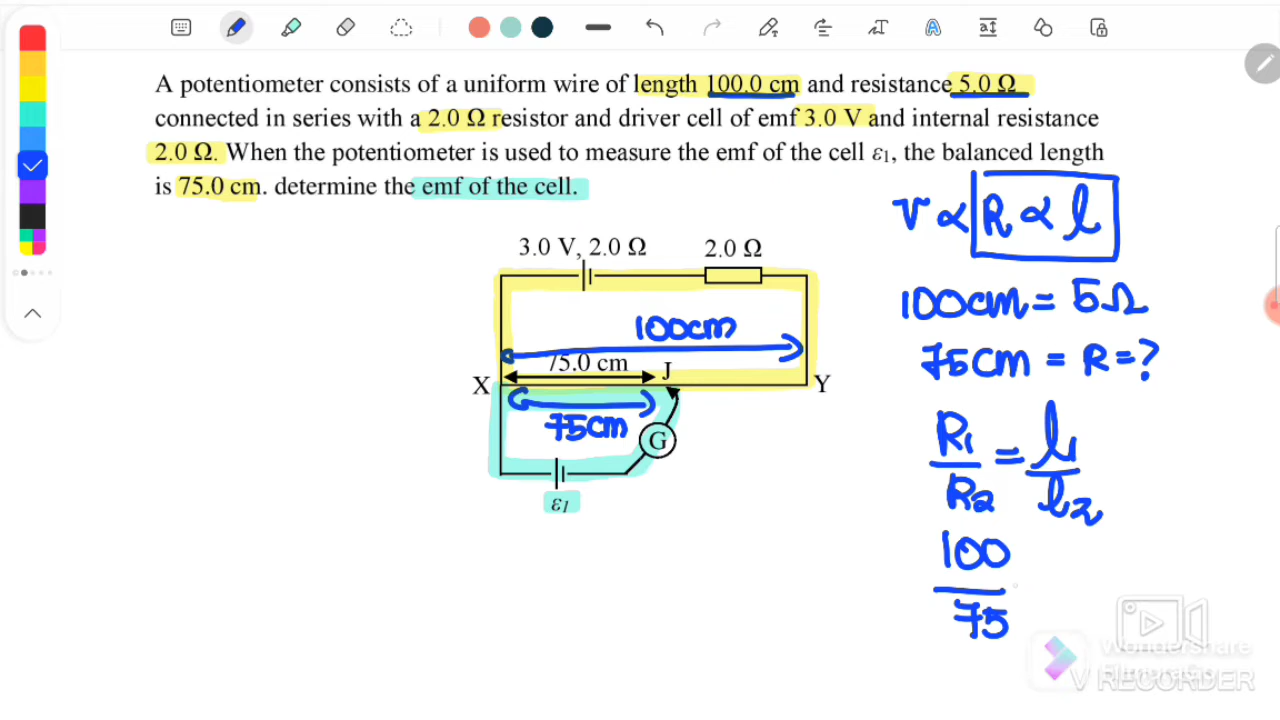 A potentiometer consists of a uniform wire of length 100.0 cm and resistance 5.0 Ω
connected in series with a 2.0 Ω resistor and driver cell of emf 3.0 V and internal resistance
2.0 Ω. When the potentiometer is used to measure the emf of the cell ε₁, the balanced length
is 75.0 cm. determine the emf of the cell.
V ∝ R ∝ l
3.0 V, 2.0 Ω 2.0 Ω
100cm = 5Ω
100cm
75.0 cm J
75cm = R = ?
X Y
75cm G
R₁/R₂ = l₁/l₂
ε₁
100
75
Wondershare
V RECORDER